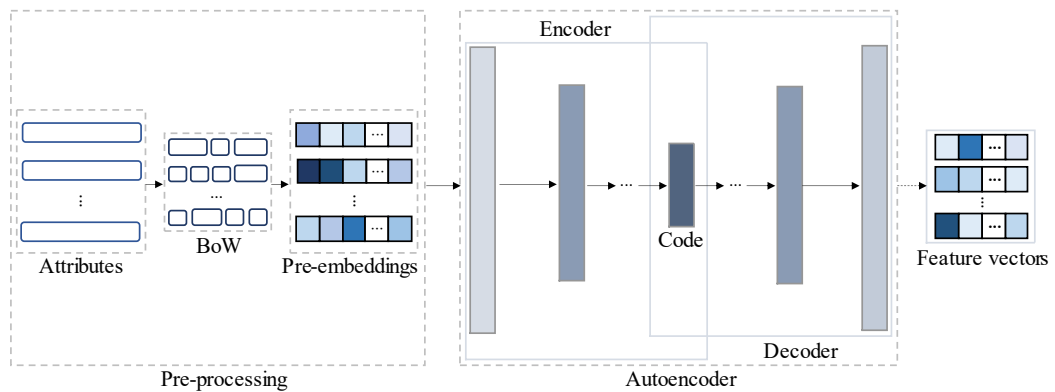 Encoder
Attributes
BoW
Pre-embeddings
Code
Feature vectors
Decoder
Pre-processing
Autoencoder